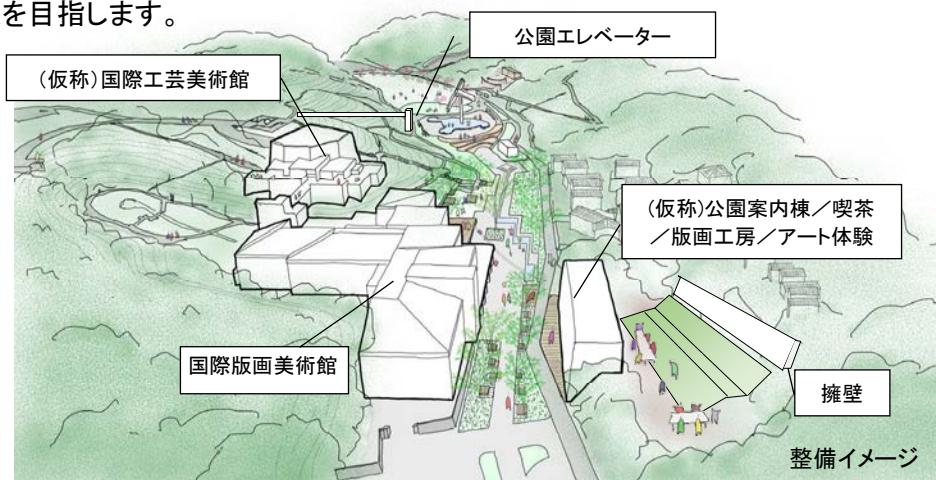 を目指します。
公園エレベーター
（仮称）国際工芸美術館
（仮称）公園案内棟／喫茶
／版画工房／アート体験
国際版画美術館
擁壁
整備イメージ